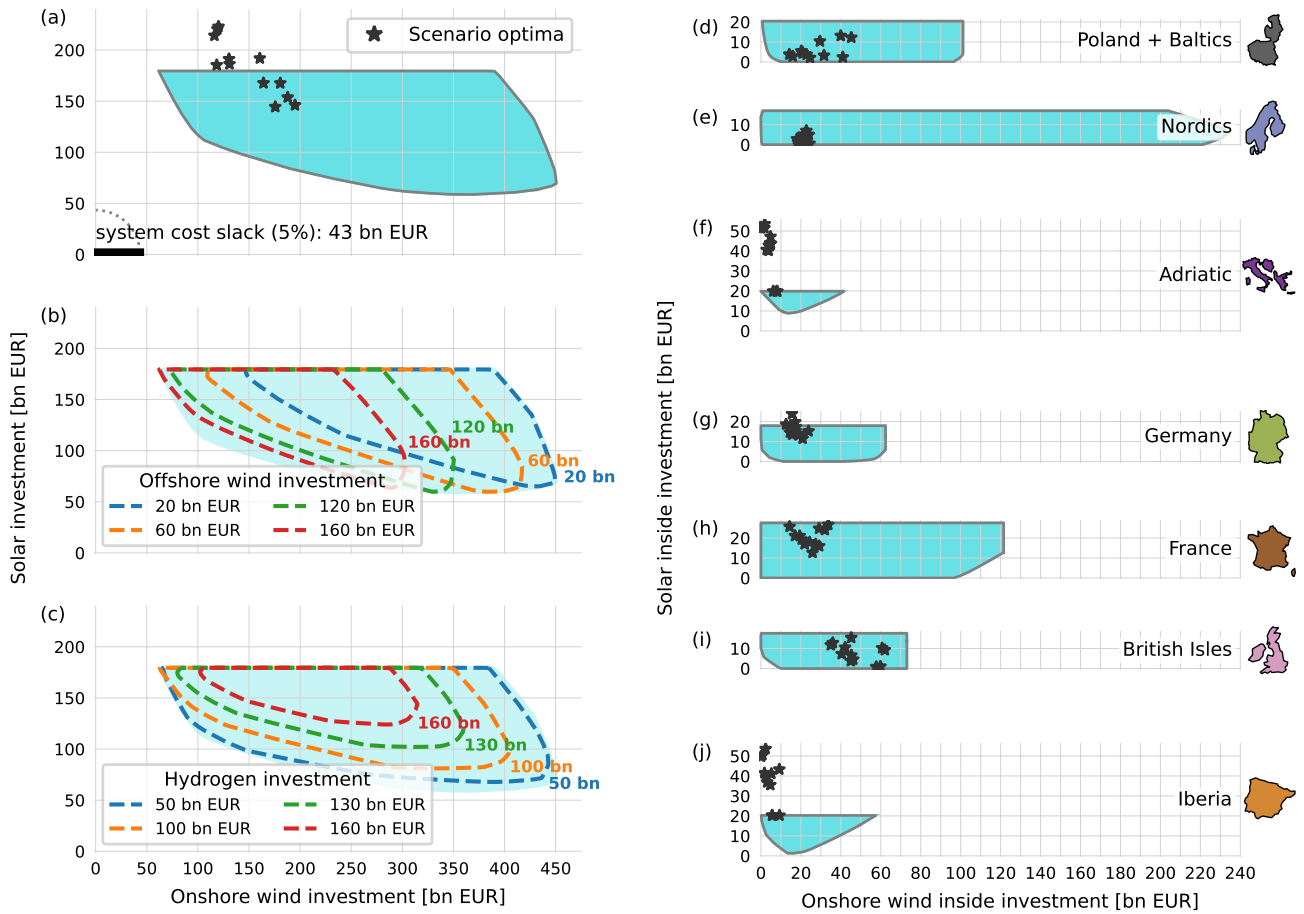 (a)
Scenario optima
200
150
100
50
0
system cost slack (5%): 43 bn EUR
(b)
Solar investment [bn EUR]
200
150
100
50
0
120 bn
160 bn
60 bn
20 bn
Offshore wind investment
20 bn EUR
120 bn EUR
60 bn EUR
160 bn EUR
(c)
200
150
100
50
0
160 bn
130 bn
100 bn
50 bn
Hydrogen investment
50 bn EUR
130 bn EUR
100 bn EUR
160 bn EUR
0 50 100 150 200 250 300 350 400 450
Onshore wind investment [bn EUR]
Solar inside investment [bn EUR]
(d)
20
10
0
Poland + Baltics
(e)
10
0
Nordics
(f)
50
40
30
20
10
0
Adriatic
(g)
20
10
0
Germany
(h)
20
10
0
France
(i)
10
0
British Isles
(j)
50
40
30
20
10
0
Iberia
0 20 40 60 80 100 120 140 160 180 200 220 240
Onshore wind inside investment [bn EUR]